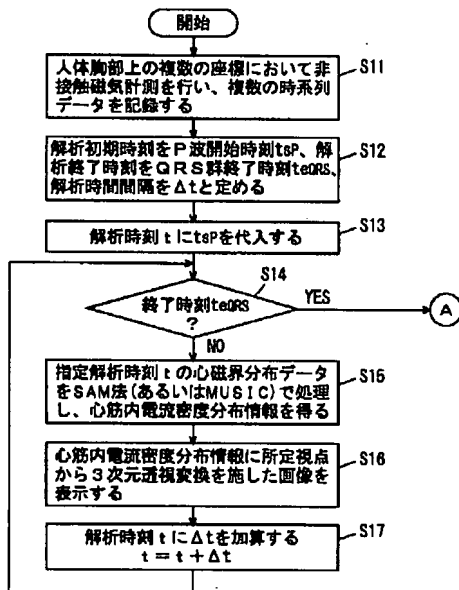 開始
S11
人体胸部上の複数の座標において非
接触磁気計測を行い、複数の時系列
データを記録する
S12
解析初期時刻をP波開始時刻tsP、解
析終了時刻をQRS群終了時刻teQRS、
解析時間間隔をΔtと定める
S13
解析時刻tにtsPを代入する
S14
終了時刻teQRS
?
YES
A
NO
S15
指定解析時刻tの心磁界分布データ
をSAM法(あるいはMUSIC)で処理
し、心筋内電流密度分布情報を得る
S16
心筋内電流密度分布情報に所定視点
から3次元透視変換を施した画像を
表示する
S17
解析時刻tにΔtを加算する
t=t+Δt